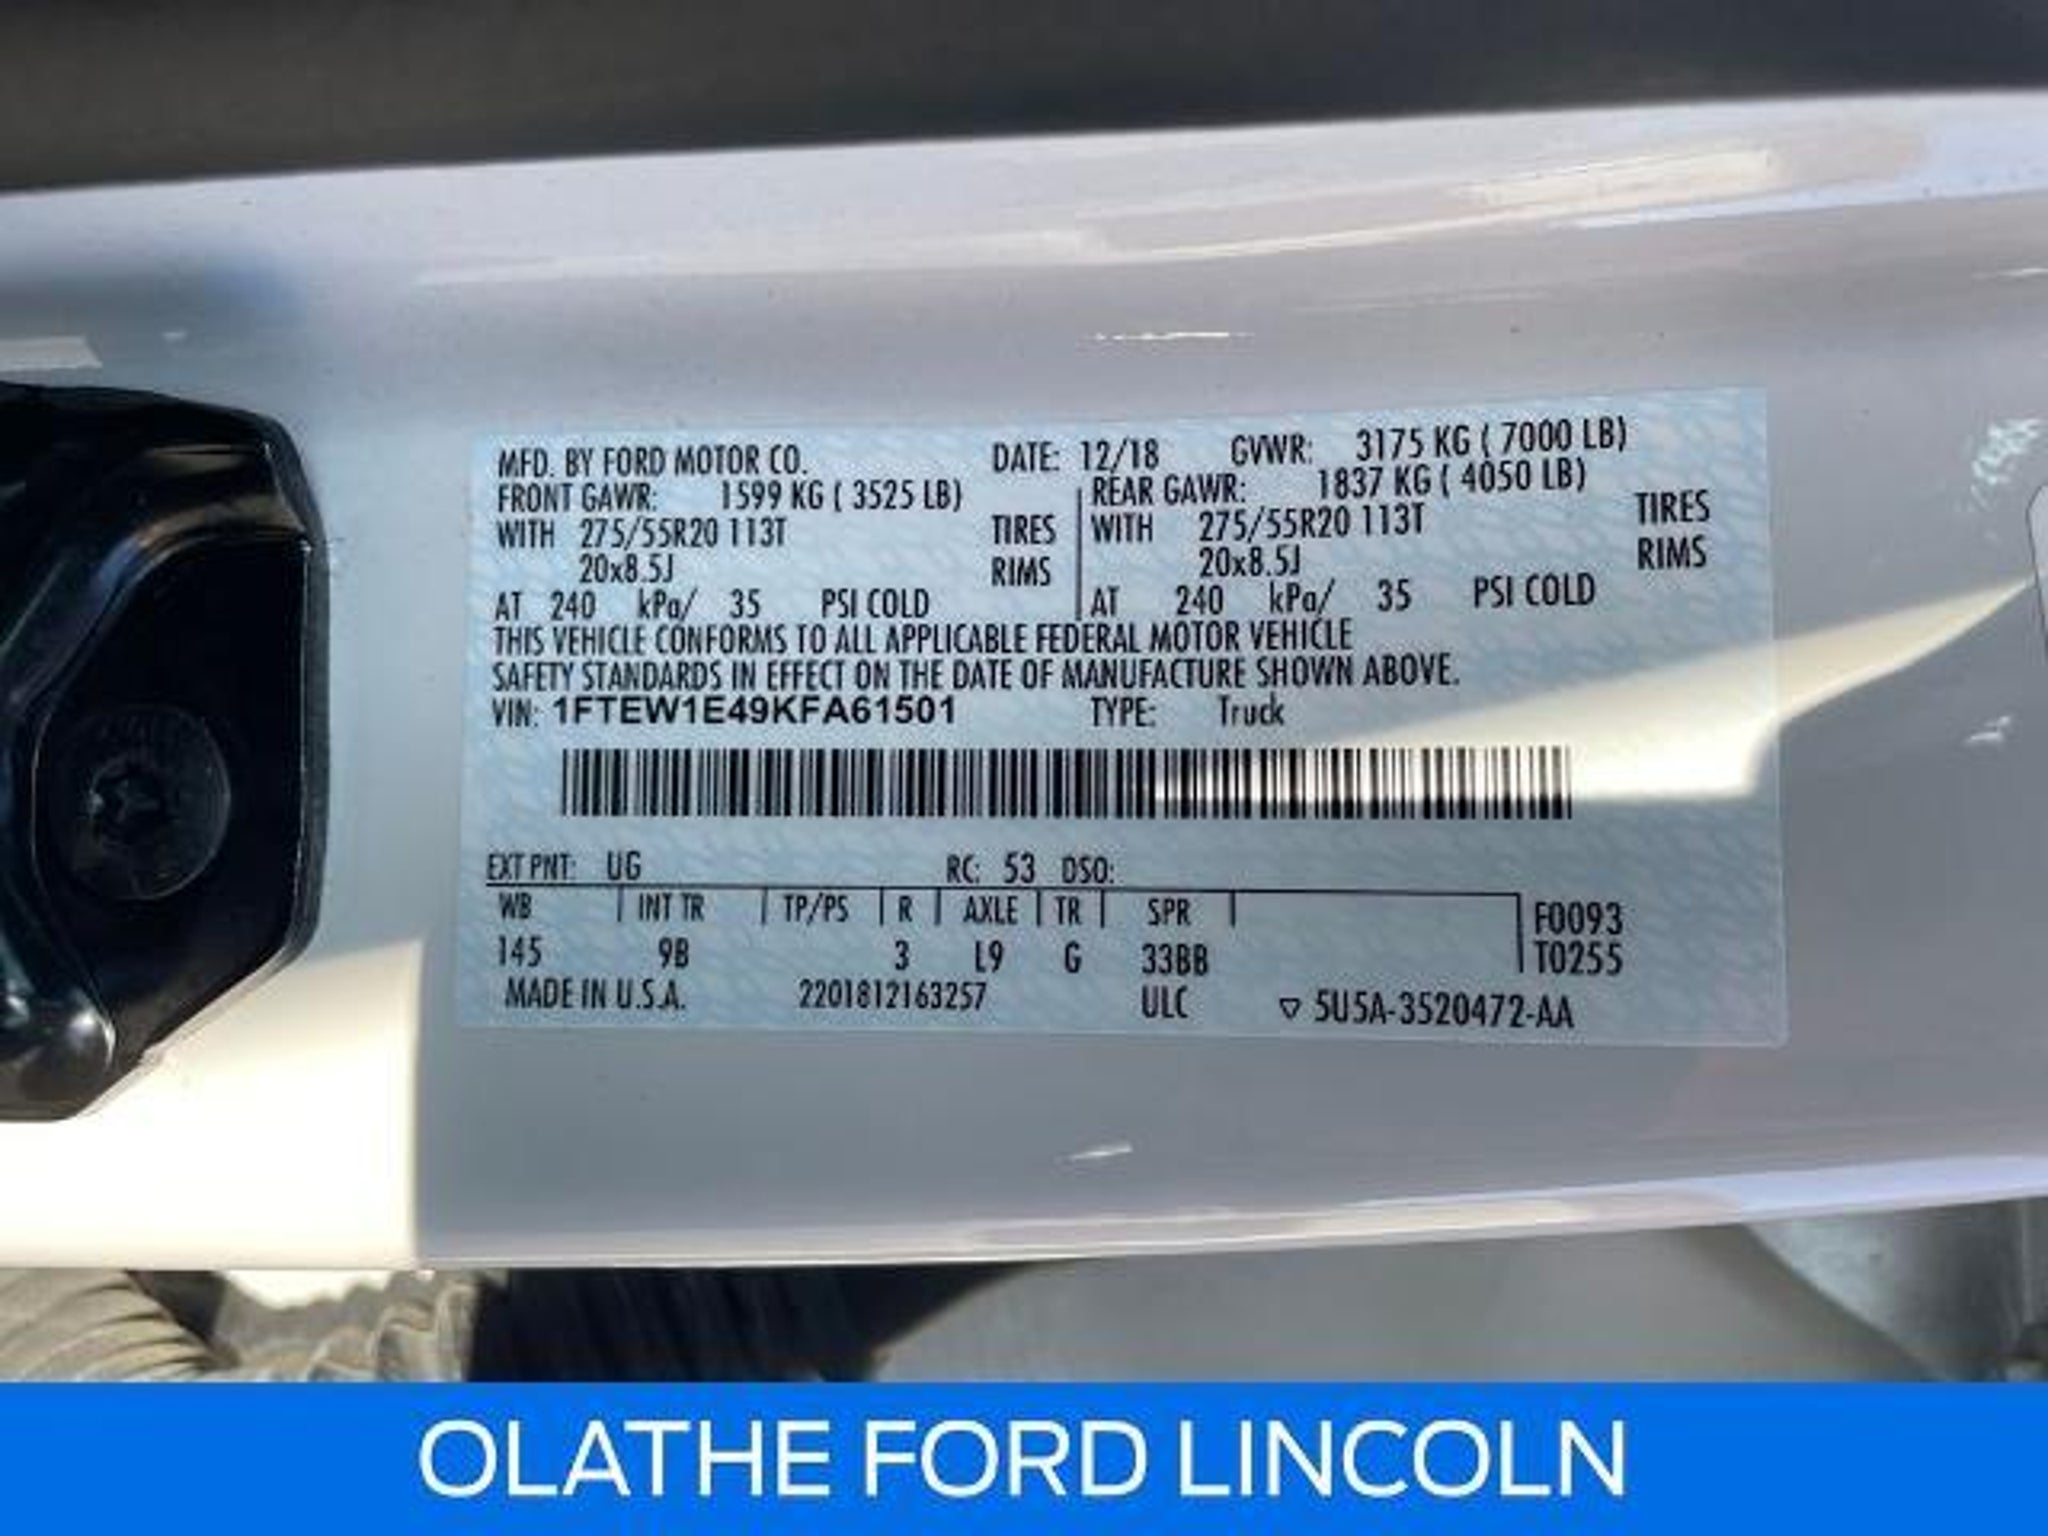 MFD. BY FORD MOTOR CO. DATE: 12/18 GVWR: 3175 KG ( 7000 LB)
FRONT GAWR: 1599 KG ( 3525 LB) REAR GAWR: 1837 KG ( 4050 LB)
WITH 275/55R20 113T TIRES WITH 275/55R20 113T TIRES
20x8.5J RIMS 20x8.5J RIMS
AT 240 kPa/ 35 PSI COLD AT 240 kPa/ 35 PSI COLD
THIS VEHICLE CONFORMS TO ALL APPLICABLE FEDERAL MOTOR VEHICLE
SAFETY STANDARDS IN EFFECT ON THE DATE OF MANUFACTURE SHOWN ABOVE.
VIN: 1FTEW1E49KFA61501 TYPE: Truck
EXT PNT: UG RC: 53 DSO:
WB INT TR TP/PS R AXLE TR SPR F0093
145 9B 3 L9 G 33BB T0255
MADE IN U.S.A. 2201812163257 ULC ▽ 5U5A-3520472-AA
OLATHE FORD LINCOLN